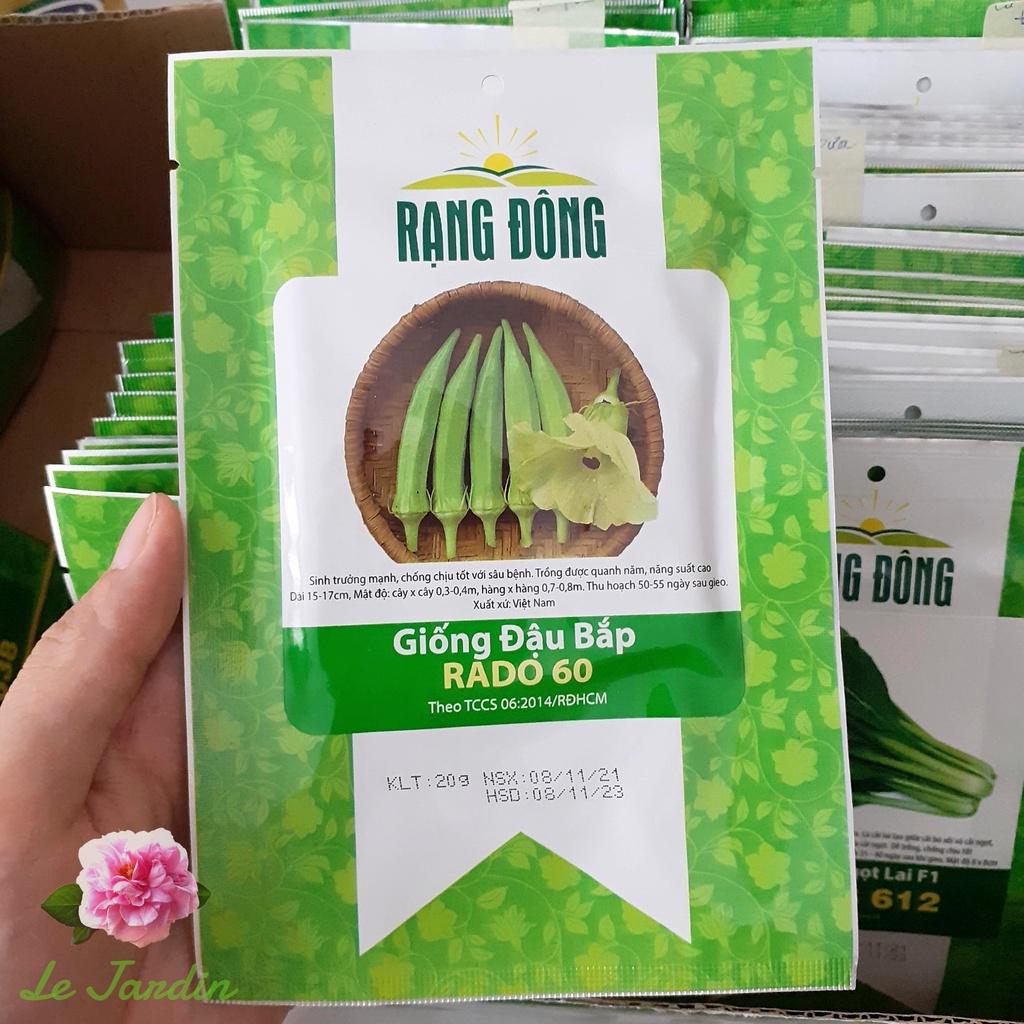 RẠNG ĐÔNG
Sinh trưởng mạnh, chống chịu tốt với sâu bệnh. Trồng được quanh năm, năng suất cao
Dài 15-17cm, Mật độ: cây x cây 0,3-0,4m, hàng x hàng 0,7-0,8m. Thu hoạch 50-55 ngày sau gieo.
Xuất xứ: Việt Nam
Giống Đậu Bắp
RADO 60
Theo TCCS 06:2014/RĐHCM
KLT:20g NSX:08/11/21
HSD:08/11/23
G ĐÔNG
ọt Lai F1
612
Le Jardin